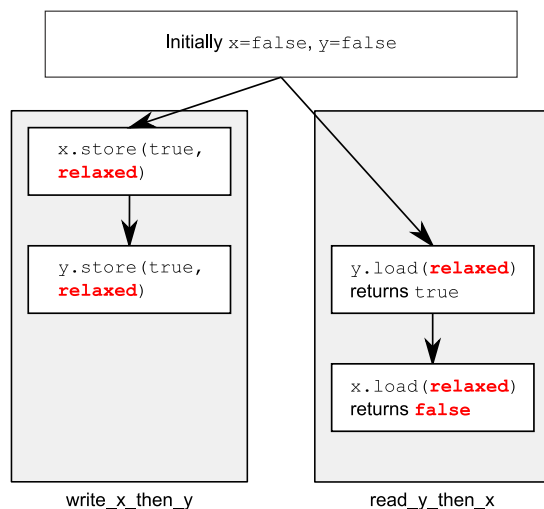 Initially x=false, y=false
x.store(true,
relaxed)
y.store(true,
relaxed)
write_x_then_y
y.load(relaxed)
returns true
x.load(relaxed)
returns false
read_y_then_x